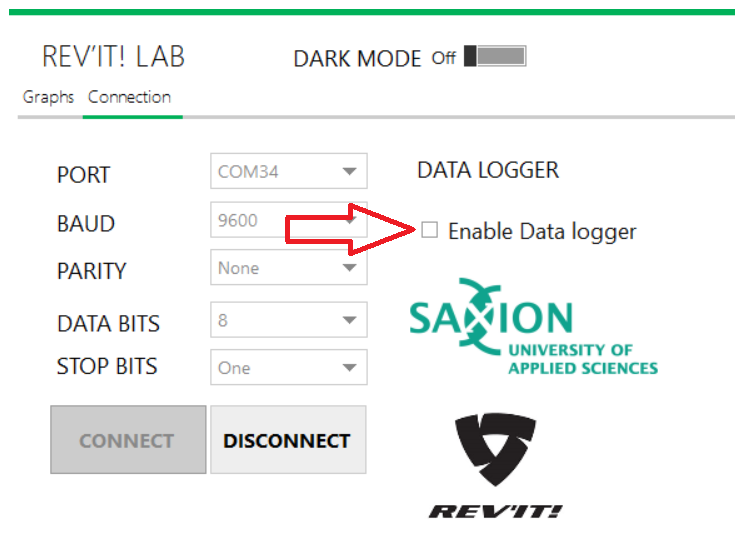 REV'IT! LAB
DARK MODE Off
Graphs Connection
PORT COM34
DATA LOGGER
BAUD 9600
Enable Data logger
PARITY None
DATA BITS 8
SAXION
UNIVERSITY OF
APPLIED SCIENCES
STOP BITS One
CONNECT DISCONNECT
REV'IT!